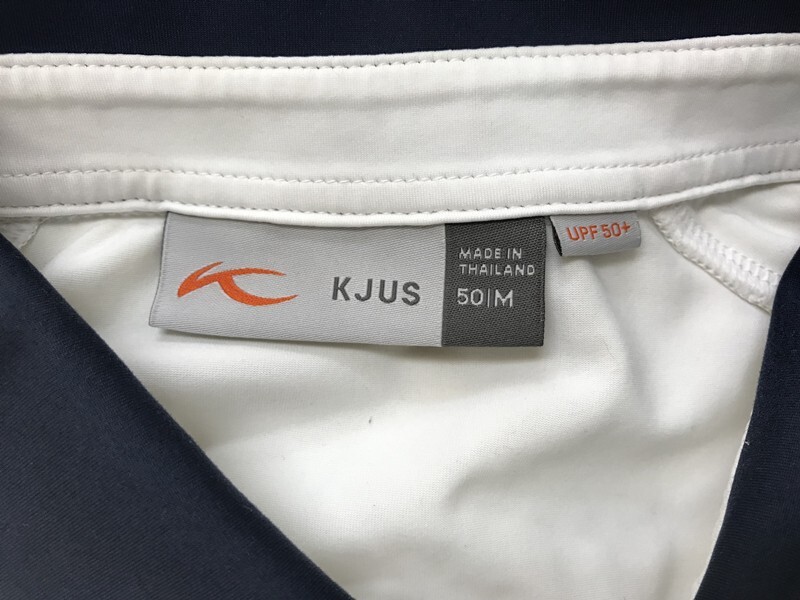 KJUS
MADE IN
THAILAND
50|M
UPF 50+